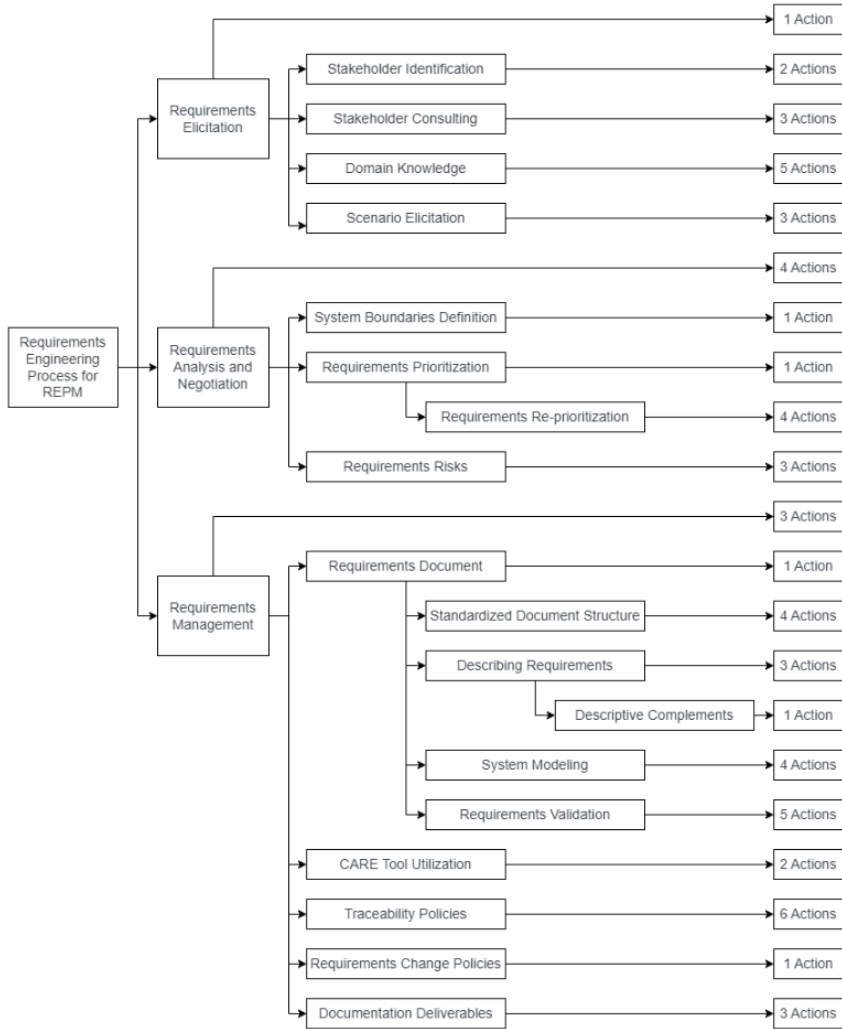 1 Action
Stakeholder Identification
2 Actions
Requirements
Elicitation
Stakeholder Consulting
3 Actions
Domain Knowledge
5 Actions
Scenario Elicitation
3 Actions
4 Actions
System Boundaries Definition
1 Action
Requirements
Engineering
Process for
REPM
Requirements
Analysis and
Negotiation
Requirements Prioritization
1 Action
Requirements Re-prioritization
4 Actions
Requirements Risks
3 Actions
3 Actions
Requirements Document
1 Action
Requirements
Management
Standardized Document Structure
4 Actions
Describing Requirements
3 Actions
Descriptive Complements
1 Action
System Modeling
4 Actions
Requirements Validation
5 Actions
CARE Tool Utilization
2 Actions
Traceability Policies
6 Actions
Requirements Change Policies
1 Action
Documentation Deliverables
3 Actions